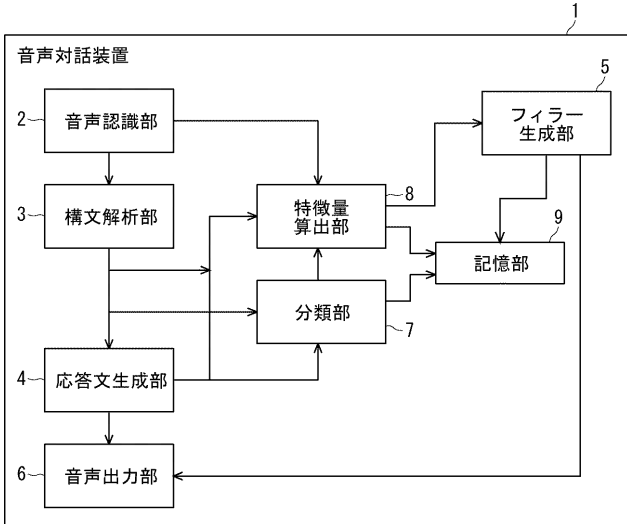 1
音声対話装置
5
2
音声認識部
フィラー
生成部
8
3
構文解析部
特徴量
算出部
9
記憶部
分類部
7
4
応答文生成部
6
音声出力部